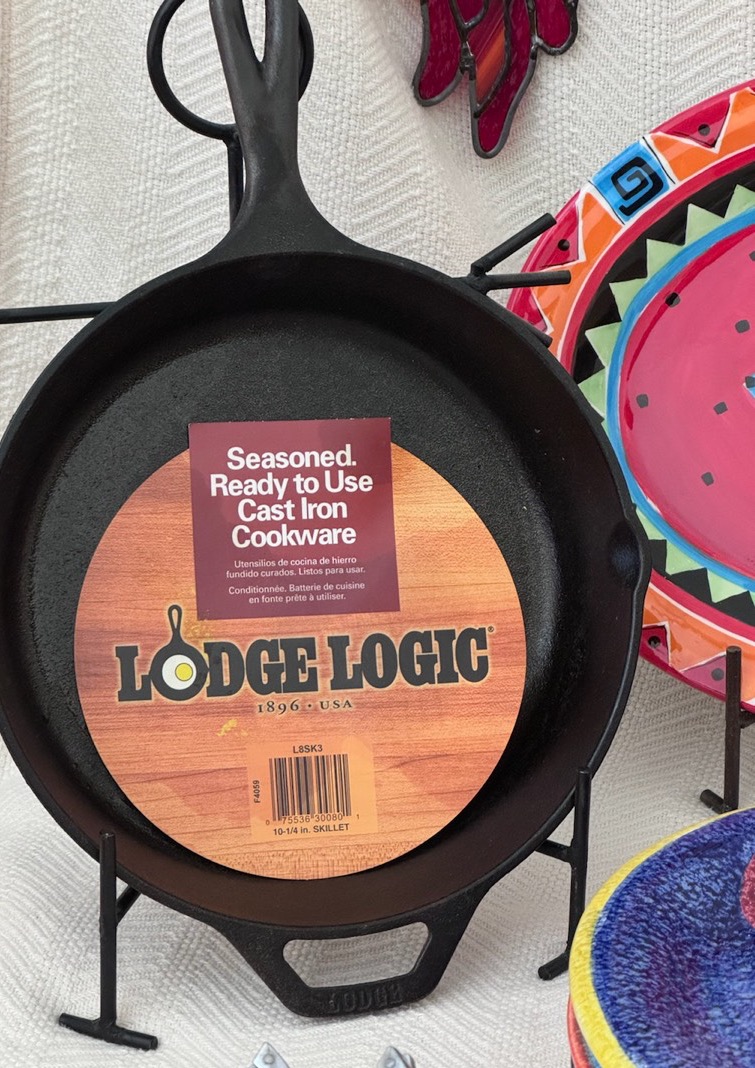 Seasoned.
Ready to Use
Cast Iron
Cookware
Utensilios de cocina de hierro
fundido curados. Listos para usar.
Conditionnée. Batterie de cuisine
en fonte prête à utiliser.
LODGE LOGIC®
1896 · USA
L8SK3
F4059
0 75536 30080 1
10-1/4 in. SKILLET
LODGE